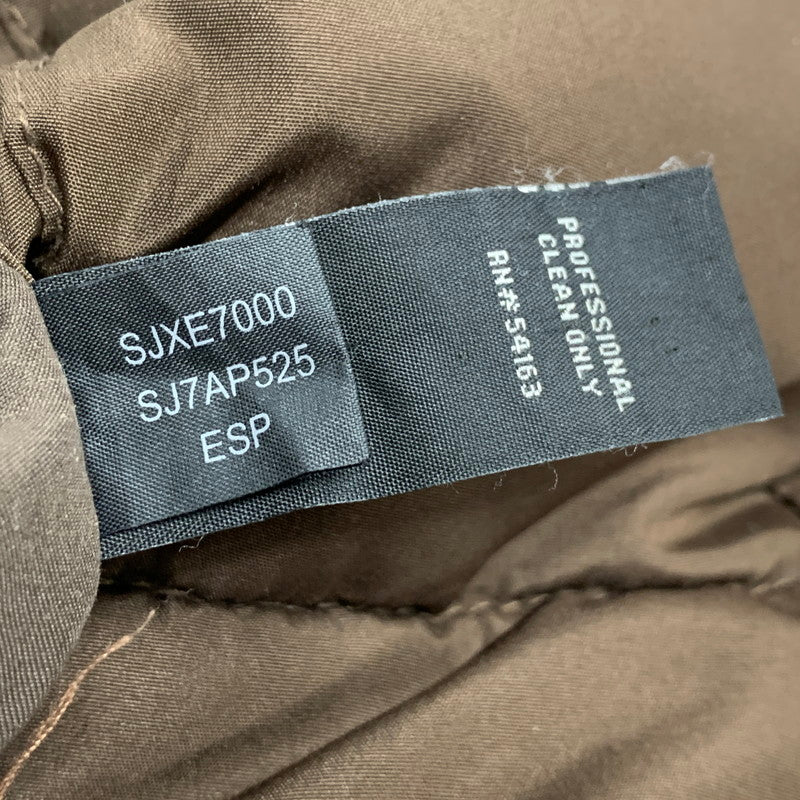 SJXE7000
SJ7AP525
ESP
PROFESSIONAL
CLEAN ONLY
RN#54163